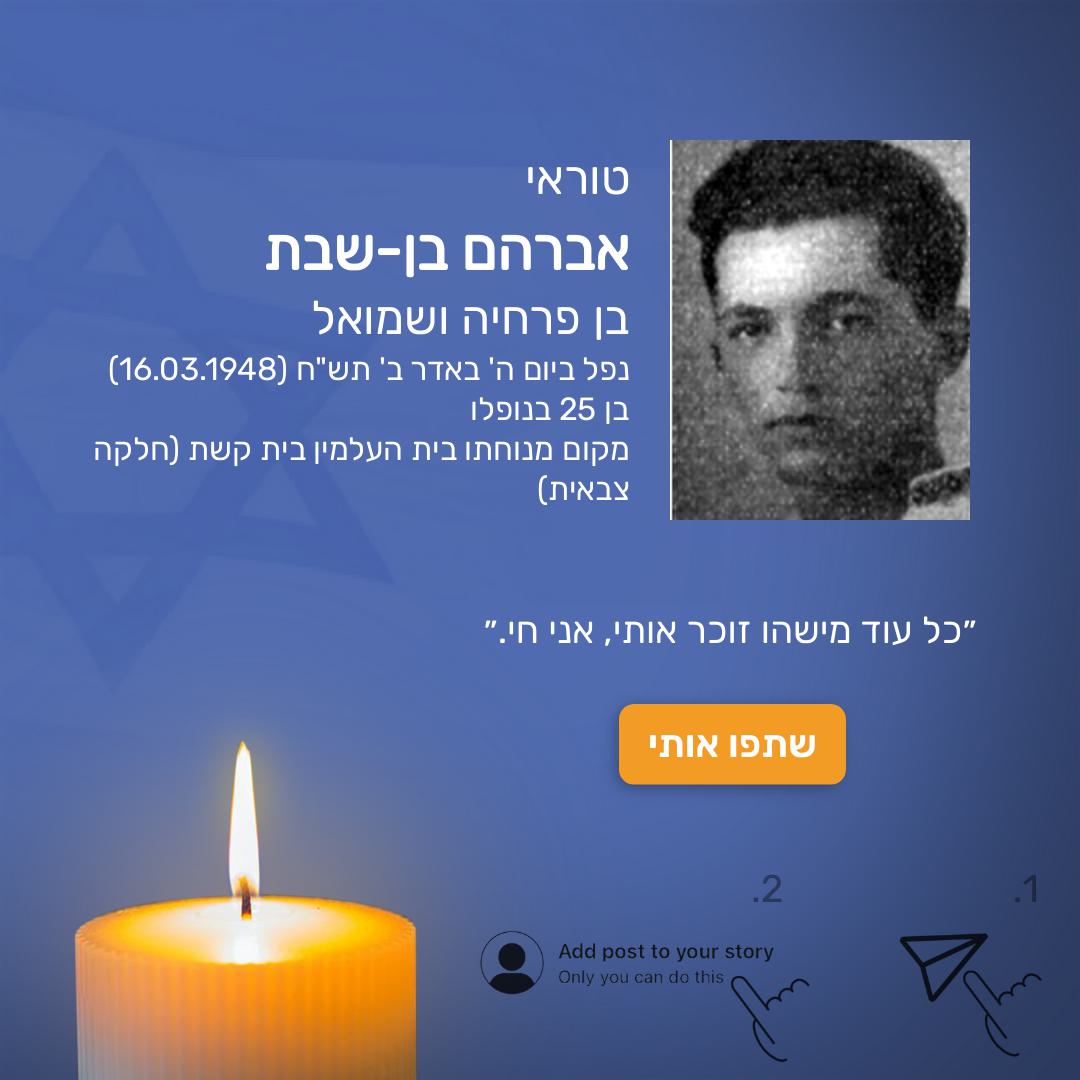 טוראי
אברהם בן-שבת
בן פרחיה ושמואל
נפל ביום ה' באדר ב' תש"ח (16.03.1948)
בן 25 בנופלו
מקום מנוחתו בית העלמין בית קשת (חלקה
צבאית)
״כל עוד מישהו זוכר אותי, אני חי.״
שתפו אותי
1.
2.
Add post to your story
Only you can do this